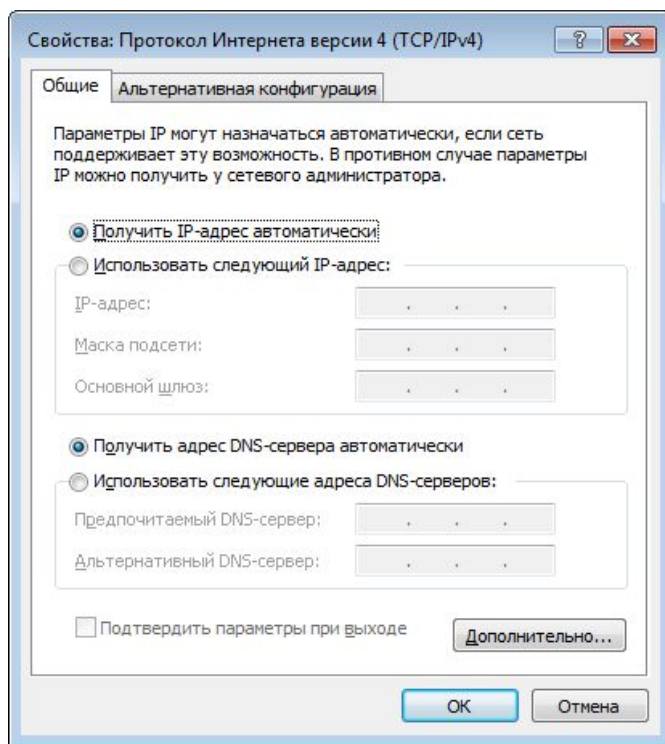 Свойства: Протокол Интернета версии 4 (TCP/IPv4)
Общие
Альтернативная конфигурация
Параметры IP могут назначаться автоматически, если сеть
поддерживает эту возможность. В противном случае параметры
IP можно получить у сетевого администратора.
Получить IP-адрес автоматически
Использовать следующий IP-адрес:
IP-адрес:
Маска подсети:
Основной шлюз:
Получить адрес DNS-сервера автоматически
Использовать следующие адреса DNS-серверов:
Предпочитаемый DNS-сервер:
Альтернативный DNS-сервер:
Подтвердить параметры при выходе
Дополнительно...
ОК
Отмена